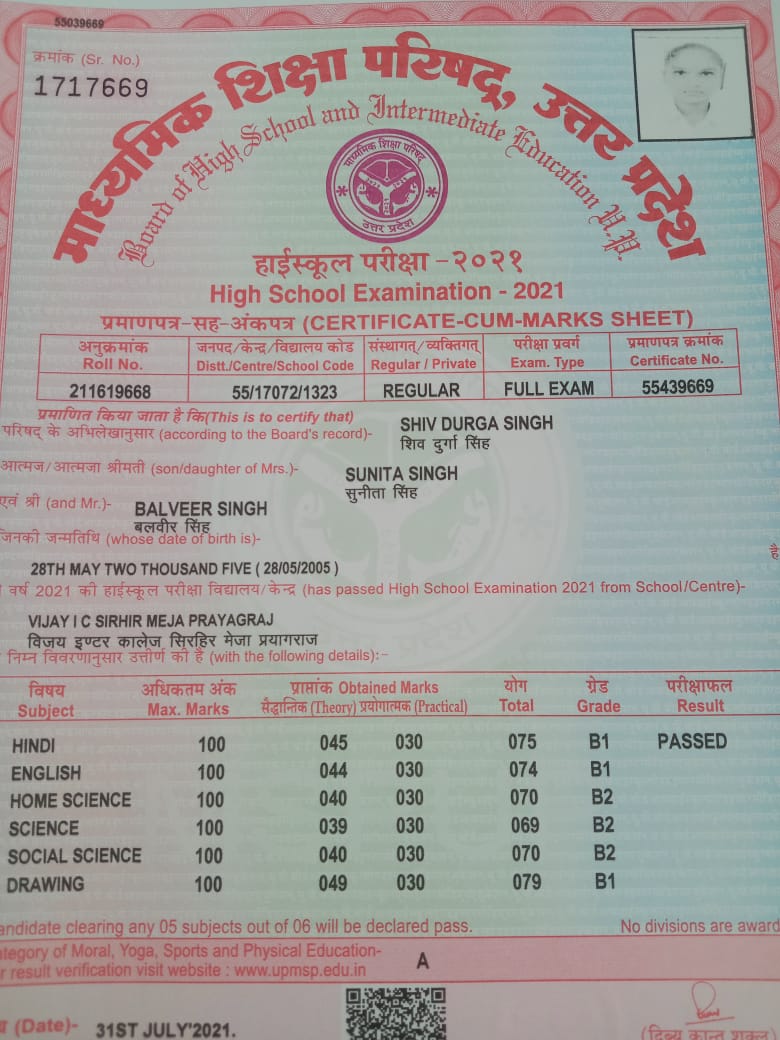 55039669
क्रमांक (Sr. No.)
1717669
माध्यमिक शिक्षा परिषद्, उत्तर प्रदेश
Board of High School and Intermediate Education U.P.
माध्यमिक शिक्षा परिषद्
उत्तर प्रदेश
हाईस्कूल परीक्षा -२०२१
High School Examination - 2021
प्रमाणपत्र-सह-अंकपत्र (CERTIFICATE-CUM-MARKS SHEET)
अनुक्रमांक जनपद/केन्द्र/विद्यालय कोड संस्थागत/व्यक्तिगत् परीक्षा प्रवर्ग प्रमाणपत्र क्रमांक
Roll No. Distt./Centre/School Code Regular / Private Exam. Type Certificate No.
211619668 55/17072/1323 REGULAR FULL EXAM 55439669
प्रमाणित किया जाता है कि(This is to certify that)
SHIV DURGA SINGH
परिषद् के अभिलेखानुसार (according to the Board's record)-
शिव दुर्गा सिंह
आत्मज/आत्मजा श्रीमती (son/daughter of Mrs.)- SUNITA SINGH
सुनीता सिंह
एवं श्री (and Mr.)- BALVEER SINGH
बलवीर सिंह
जिनकी जन्मतिथि (whose date of birth is)-
है
28TH MAY TWO THOUSAND FIVE ( 28/05/2005 )
वर्ष 2021 की हाईस्कूल परीक्षा विद्यालय/केन्द्र (has passed High School Examination 2021 from School/Centre)-
VIJAY I C SIRHIR MEJA PRAYAGRAJ
विजय इण्टर कालेज सिरहिर मेजा प्रयागराज
निम्न विवरणानुसार उत्तीर्ण की है (with the following details):-
विषय अधिकतम अंक प्राप्तांक Obtained Marks योग ग्रेड परीक्षाफल
Subject Max. Marks सैद्धान्तिक (Theory) प्रयोगात्मक (Practical) Total Grade Result
HINDI 100 045 030 075 B1 PASSED
ENGLISH 100 044 030 074 B1
HOME SCIENCE 100 040 030 070 B2
SCIENCE 100 039 030 069 B2
SOCIAL SCIENCE 100 040 030 070 B2
DRAWING 100 049 030 079 B1
andidate clearing any 05 subjects out of 06 will be declared pass. No divisions are award
ategory of Moral, Yoga, Sports and Physical Education- A
r result verification visit website : www.upmsp.edu.in
(Date)- 31ST JULY'2021.
(दिव्य कान्त शुक्ल)